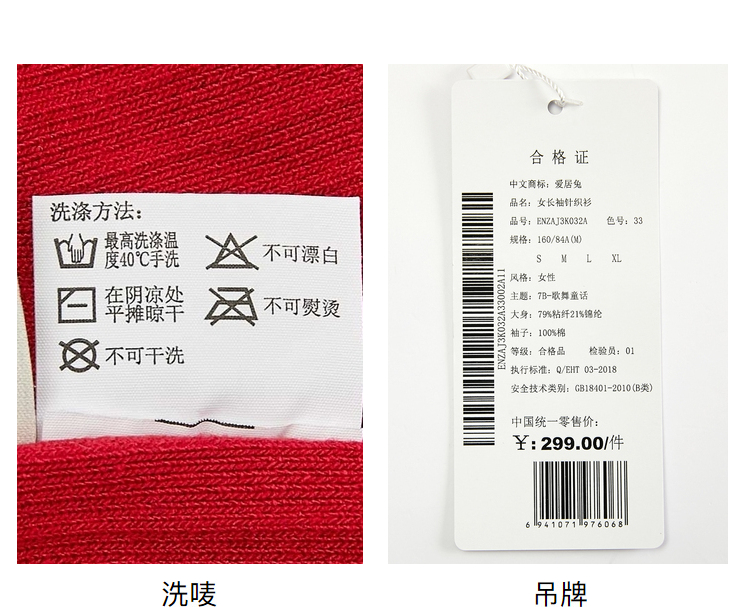 洗涤方法：
最高洗涤温
度40℃手洗
不可漂白
在阴凉处
平摊晾干
不可熨烫
不可干洗
合格证
中文商标：爱居兔
品名：女长袖针织衫
品号：ENZAJ3K032A 色号：33
规格：160/84A(M)
S M L XL
风格：女性
主题：7B-歌舞童话
大身：79%粘纤21%锦纶
袖子：100%棉
等级：合格品 检验员：01
执行标准：Q/EHT 03-2018
安全技术类别：GB18401-2010(B类)
ENZAJ3K032A33002A11
中国统一零售价：
¥:299.00/件
6 941071 976068
洗唛
吊牌